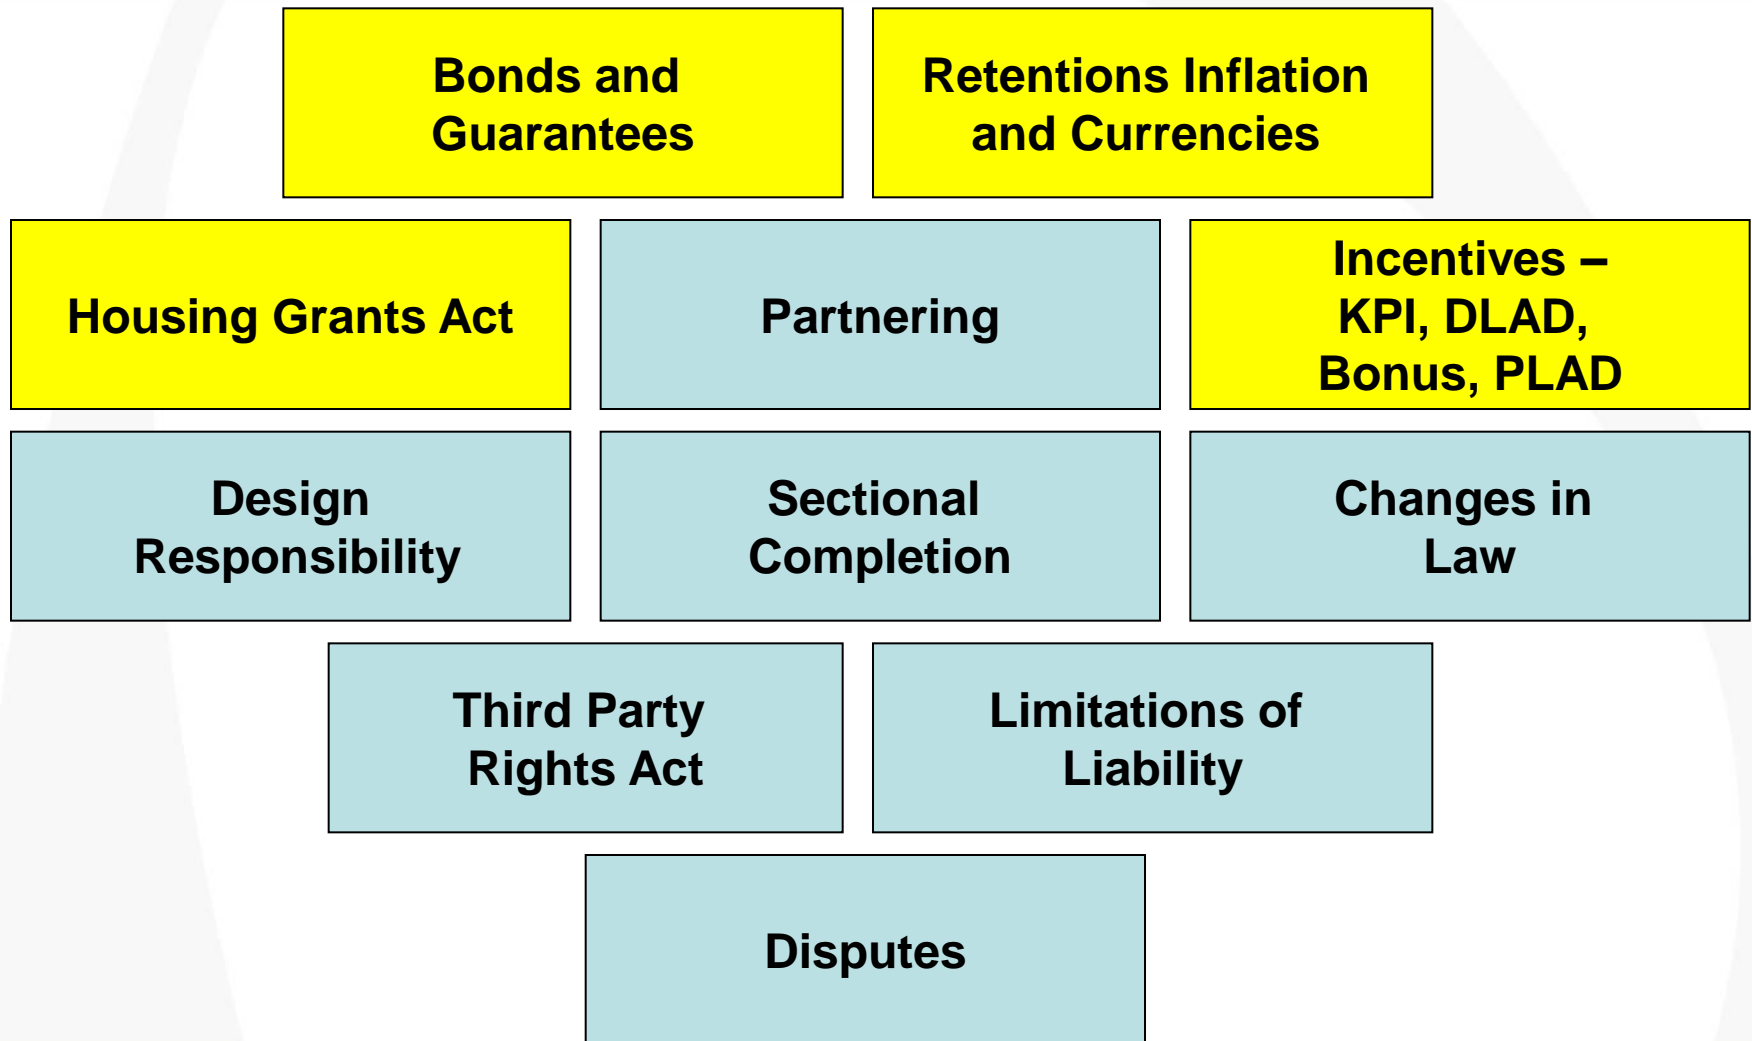 Bonds and
Guarantees
Retentions Inflation
and Currencies
Housing Grants Act
Partnering
Incentives –
KPI, DLAD,
Bonus, PLAD
Design
Responsibility
Sectional
Completion
Changes in
Law
Third Party
Rights Act
Limitations of
Liability
Disputes